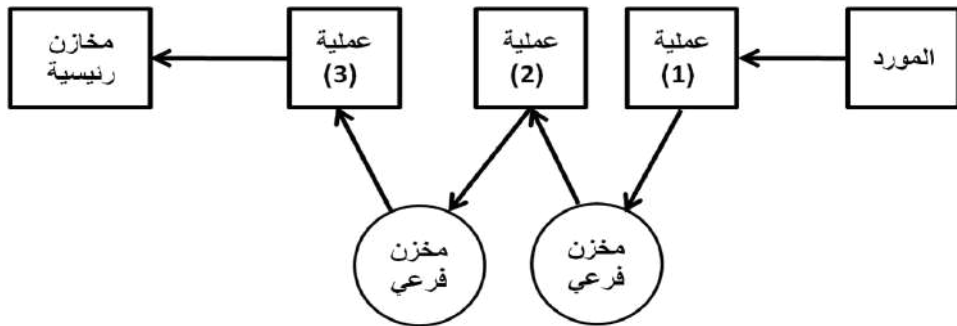 المورد
عملية
(1)
عملية
(2)
عملية
(3)
مخازن
رئيسية
مخزن
فرعي
مخزن
فرعي